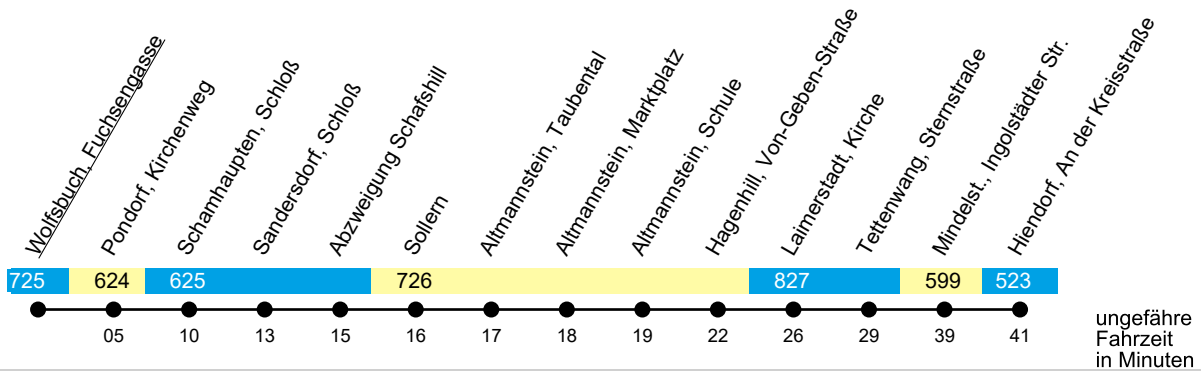 Wolfsbuch, Fuchsengasse
Pondorf, Kirchenweg
Schamhaupten, Schloß
Sandersdorf, Schloß
Abzweigung Schafshill
Sollern
Altmannstein, Taubental
Altmannstein, Marktplatz
Altmannstein, Schule
Hagenhill, Von-Geben-Straße
Laimerstadt, Kirche
Tettenwang, Sternstraße
Mindelst., Ingolstädter Str.
Hiendorf, An der Kreisstraße
725 624 625 726 827 599 523
05 10 13 15 16 17 18 19 22 26 29 39 41
ungefähre
Fahrzeit
in Minuten